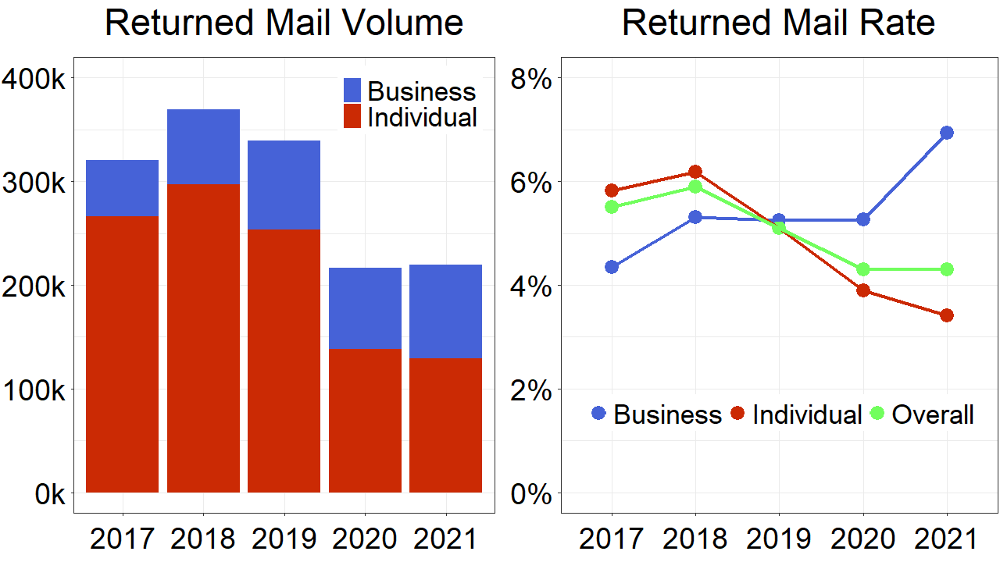 Returned Mail Volume
400k
300k
200k
100k
0k
Business
Individual
2017 2018 2019 2020 2021
Returned Mail Rate
8%
6%
4%
2%
0%
Business Individual Overall
2017 2018 2019 2020 2021